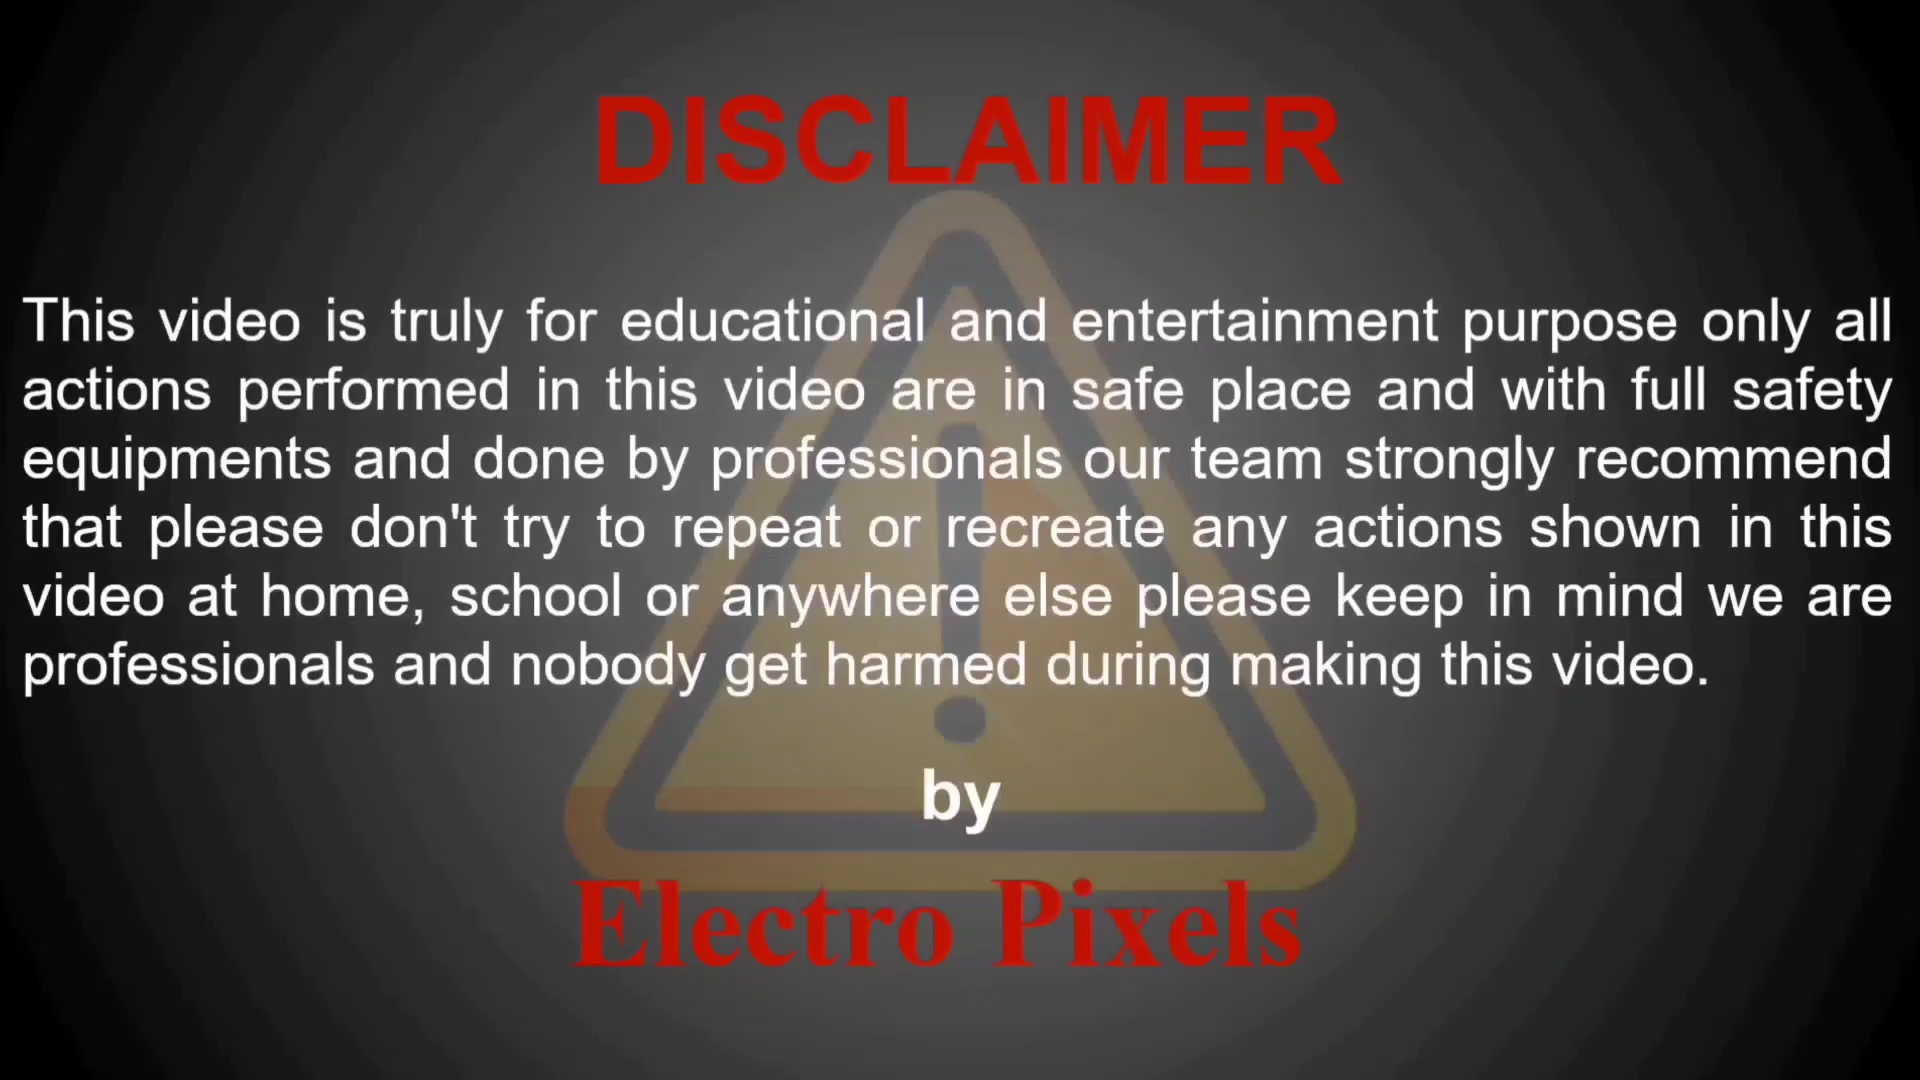 DISCLAIMER
This video is truly for educational and entertainment purpose only all
actions performed in this video are in safe place and with full safety
equipments and done by professionals our team strongly recommend
that please don't try to repeat or recreate any actions shown in this
video at home, school or anywhere else please keep in mind we are
professionals and nobody get harmed during making this video.
by
Electro Pixels